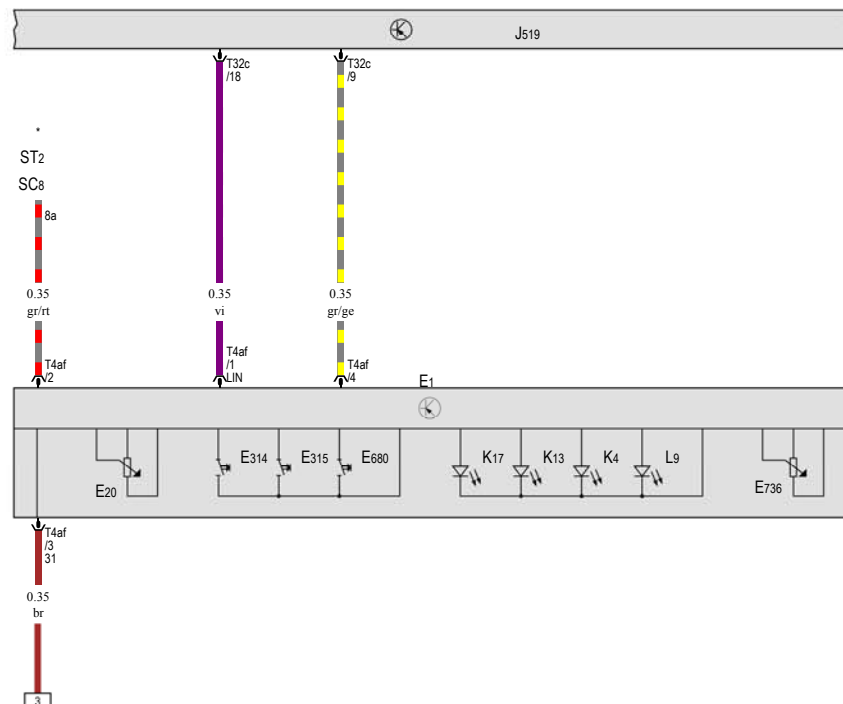 J519
T32c
/18
T32c
/9
*
ST2
SC8
8a
0.35
gr/rt
0.35
vi
0.35
gr/ge
T4af
/2
T4af
/1
LIN
T4af
/4
E1
E20
E314
E315
E680
K17
K13
K4
L9
E736
T4af
/3
31
0.35
br
3